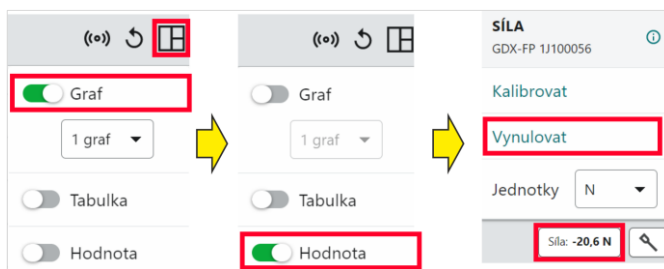 Graf
1 graf
Tabulka
Hodnota
Graf
1 graf
Tabulka
Hodnota
SÍLA
GDX-FP 1J100056
Kalibrovat
Vynulovat
Jednotky N
Síla: -20,6 N